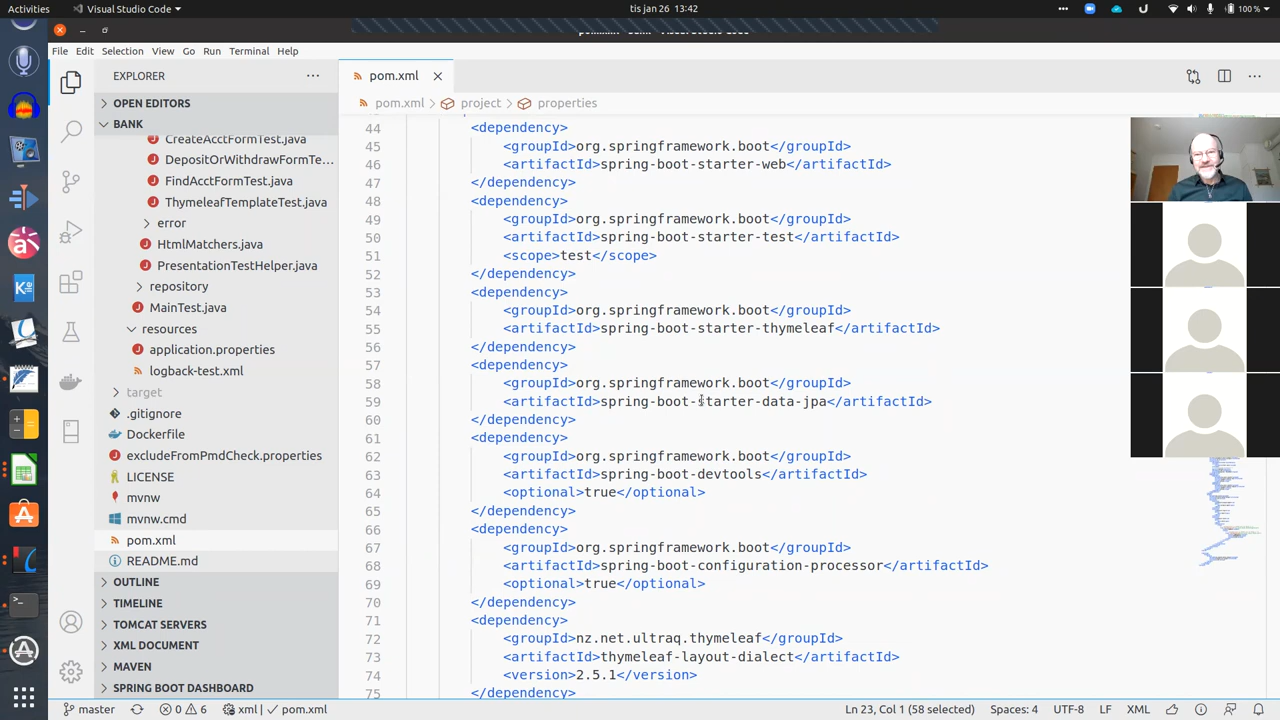 Activities
Visual Studio Code
tis jan 26 13:42
100 %
File Edit Selection View Go Run Terminal Help
EXPLORER
OPEN EDITORS
BANK
CreateAcctFormTest.java
DepositOrWithdrawFormTe...
FindAcctFormTest.java
ThymeleafTemplateTest.java
error
HtmlMatchers.java
PresentationTestHelper.java
repository
MainTest.java
resources
application.properties
logback-test.xml
target
.gitignore
Dockerfile
excludeFromPmdCheck.properties
LICENSE
mvnw
mvnw.cmd
pom.xml
README.md
OUTLINE
TIMELINE
TOMCAT SERVERS
XML DOCUMENT
MAVEN
SPRING BOOT DASHBOARD
pom.xml
pom.xml project properties
44 <dependency>
45 <groupId>org.springframework.boot</groupId>
46 <artifactId>spring-boot-starter-web</artifactId>
47 </dependency>
48 <dependency>
49 <groupId>org.springframework.boot</groupId>
50 <artifactId>spring-boot-starter-test</artifactId>
51 <scope>test</scope>
52 </dependency>
53 <dependency>
54 <groupId>org.springframework.boot</groupId>
55 <artifactId>spring-boot-starter-thymeleaf</artifactId>
56 </dependency>
57 <dependency>
58 <groupId>org.springframework.boot</groupId>
59 <artifactId>spring-boot-starter-data-jpa</artifactId>
60 </dependency>
61 <dependency>
62 <groupId>org.springframework.boot</groupId>
63 <artifactId>spring-boot-devtools</artifactId>
64 <optional>true</optional>
65 </dependency>
66 <dependency>
67 <groupId>org.springframework.boot</groupId>
68 <artifactId>spring-boot-configuration-processor</artifactId>
69 <optional>true</optional>
70 </dependency>
71 <dependency>
72 <groupId>nz.net.ultraq.thymeleaf</groupId>
73 <artifactId>thymeleaf-layout-dialect</artifactId>
74 <version>2.5.1</version>
75 </dependency>
master 0 6 xml pom.xml Ln 23, Col 1 (58 selected) Spaces: 4 UTF-8 LF XML